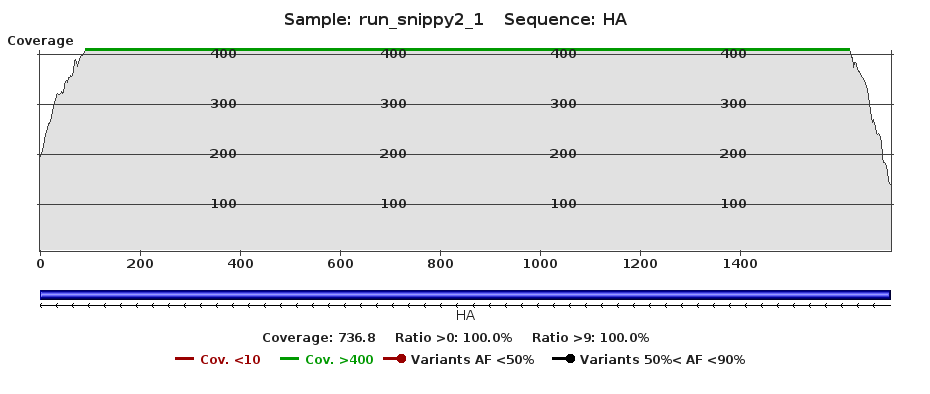 Sample: run_snippy2_1 Sequence: HA
Coverage
400 400 400 400
300 300 300 300
200 200 200 200
100 100 100 100
0 200 400 600 800 1000 1200 1400
HA
Coverage: 736.8 Ratio >0: 100.0% Ratio >9: 100.0%
Cov. <10 Cov. >400 Variants AF <50% Variants 50%< AF <90%